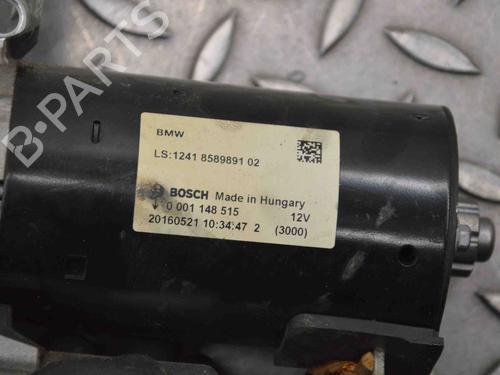 BMW
LS:1241 8589891 02
BOSCH Made in Hungary
0 001 148 515 12V
20160521 10:34:47 2 (3000)
B-Parts